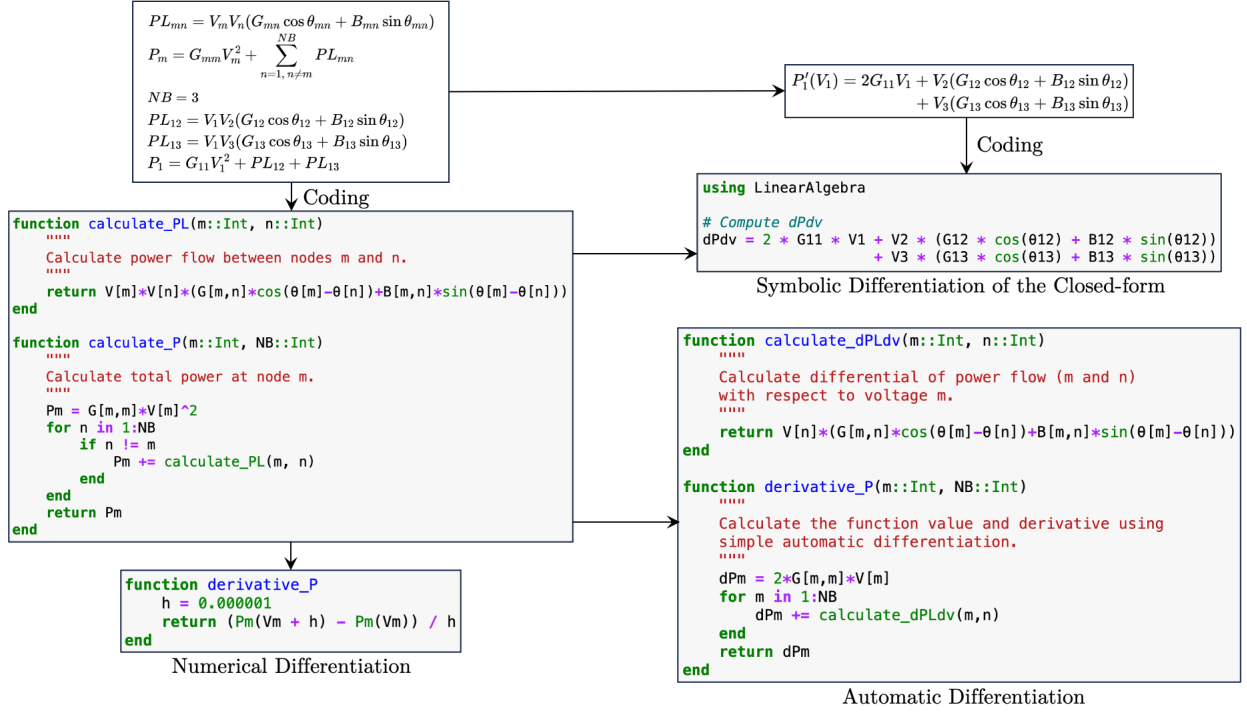 PL_{mn} = V_m V_n (G_{mn} cos θ_{mn} + B_{mn} sin θ_{mn})
P_m = G_{mm} V_m^2 + \sum_{n=1, n≠m}^{NB} PL_{mn}
NB = 3
PL_{12} = V_1 V_2 (G_{12} cos θ_{12} + B_{12} sin θ_{12})
PL_{13} = V_1 V_3 (G_{13} cos θ_{13} + B_{13} sin θ_{13})
P_1 = G_{11} V_1^2 + PL_{12} + PL_{13}
Coding
function calculate_PL(m::Int, n::Int)
"""
Calculate power flow between nodes m and n.
"""
return V[m]*V[n]*(G[m,n]*cos(θ[m]-θ[n])+B[m,n]*sin(θ[m]-θ[n]))
end
function calculate_P(m::Int, NB::Int)
"""
Calculate total power at node m.
"""
Pm = G[m,m]*V[m]^2
for n in 1:NB
if n != m
Pm += calculate_PL(m, n)
end
end
return Pm
end
function derivative_P
h = 0.000001
return (Pm(Vm + h) - Pm(Vm)) / h
end
Numerical Differentiation
P_1'(V_1) = 2G_{11}V_1 + V_2(G_{12} cos θ_{12} + B_{12} sin θ_{12})
+ V_3(G_{13} cos θ_{13} + B_{13} sin θ_{13})
Coding
using LinearAlgebra
# Compute dPdv
dPdv = 2 * G11 * V1 + V2 * (G12 * cos(θ12) + B12 * sin(θ12))
+ V3 * (G13 * cos(θ13) + B13 * sin(θ13))
Symbolic Differentiation of the Closed-form
function calculate_dPLdv(m::Int, n::Int)
"""
Calculate differential of power flow (m and n)
with respect to voltage m.
"""
return V[n]*(G[m,n]*cos(θ[m]-θ[n])+B[m,n]*sin(θ[m]-θ[n]))
end
function derivative_P(m::Int, NB::Int)
"""
Calculate the function value and derivative using
simple automatic differentiation.
"""
dPm = 2*G[m,m]*V[m]
for m in 1:NB
dPm += calculate_dPLdv(m,n)
end
return dPm
end
Automatic Differentiation